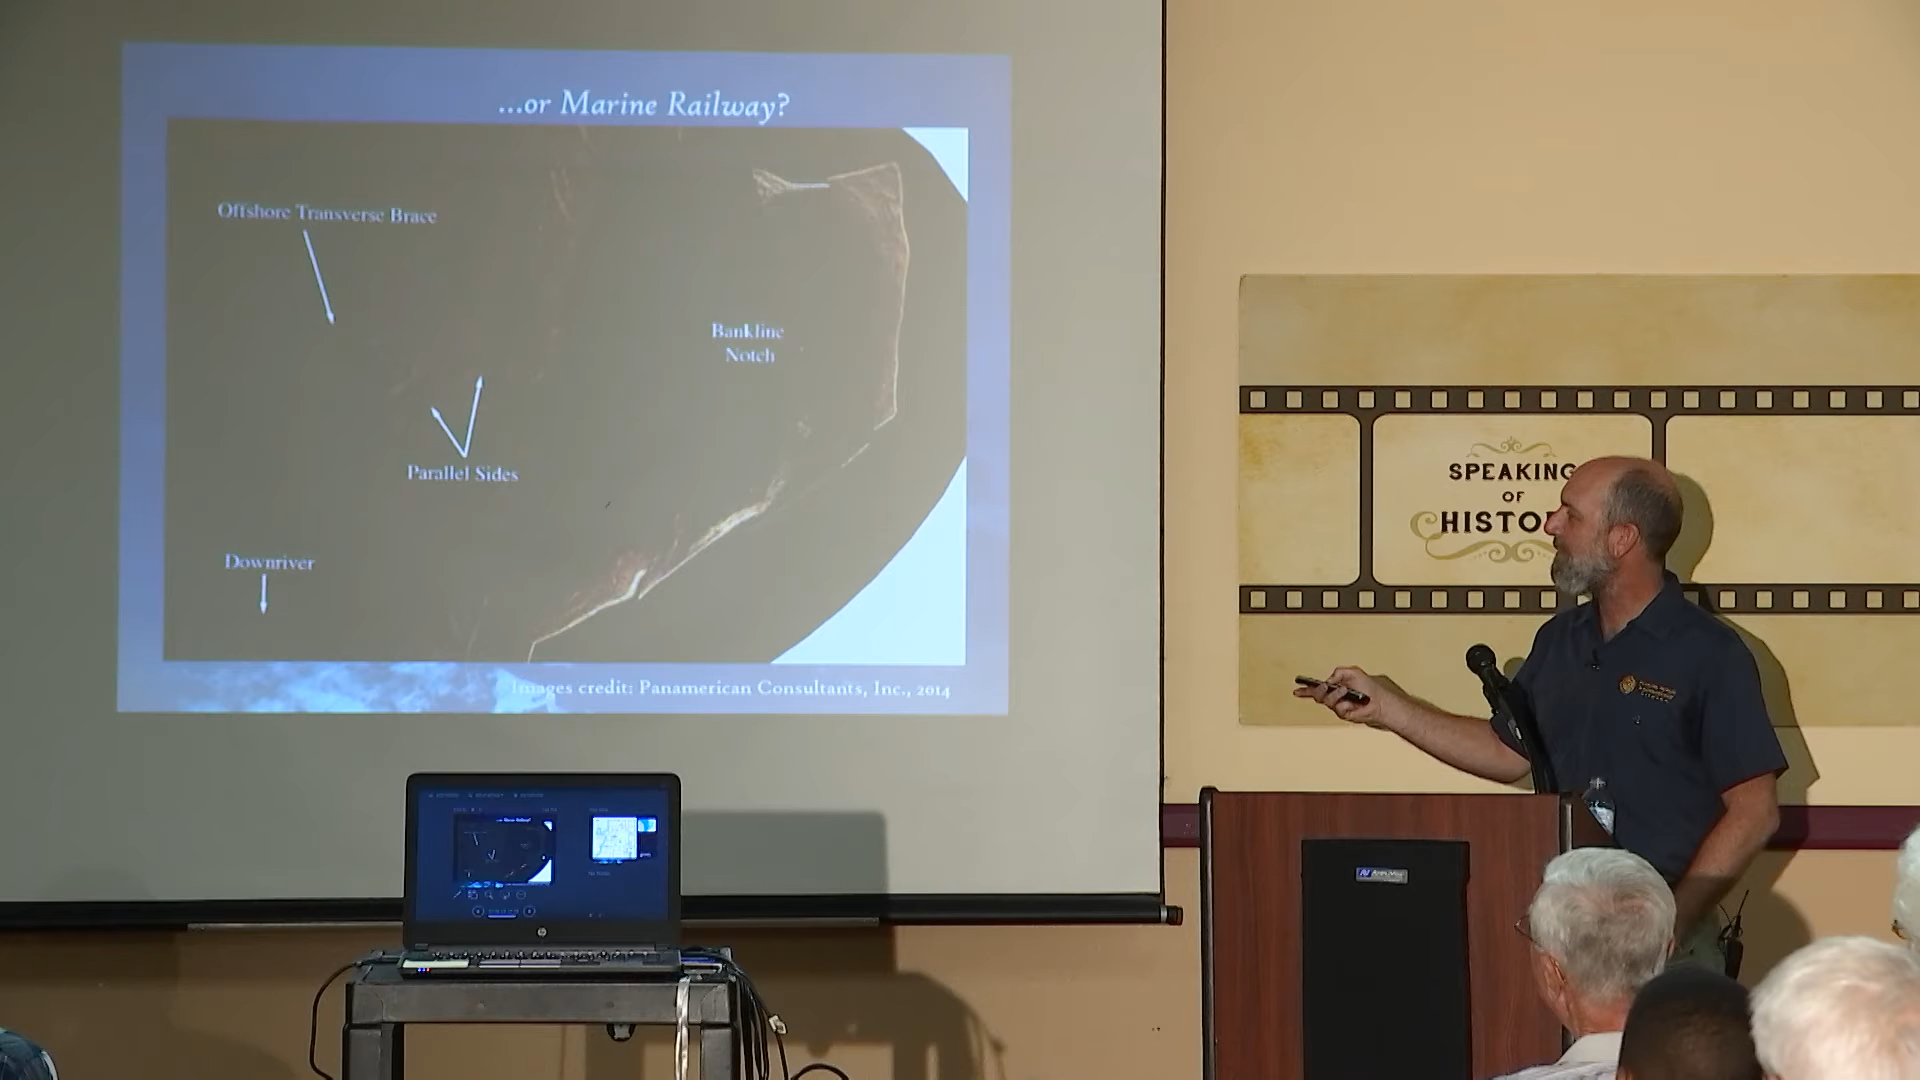 ...or Marine Railway?
Offshore Transverse Brace
Bankline
Notch
Parallel Sides
Downriver
Images credit: Panamerican Consultants, Inc., 2014
SPEAKING
OF
HISTO
hp